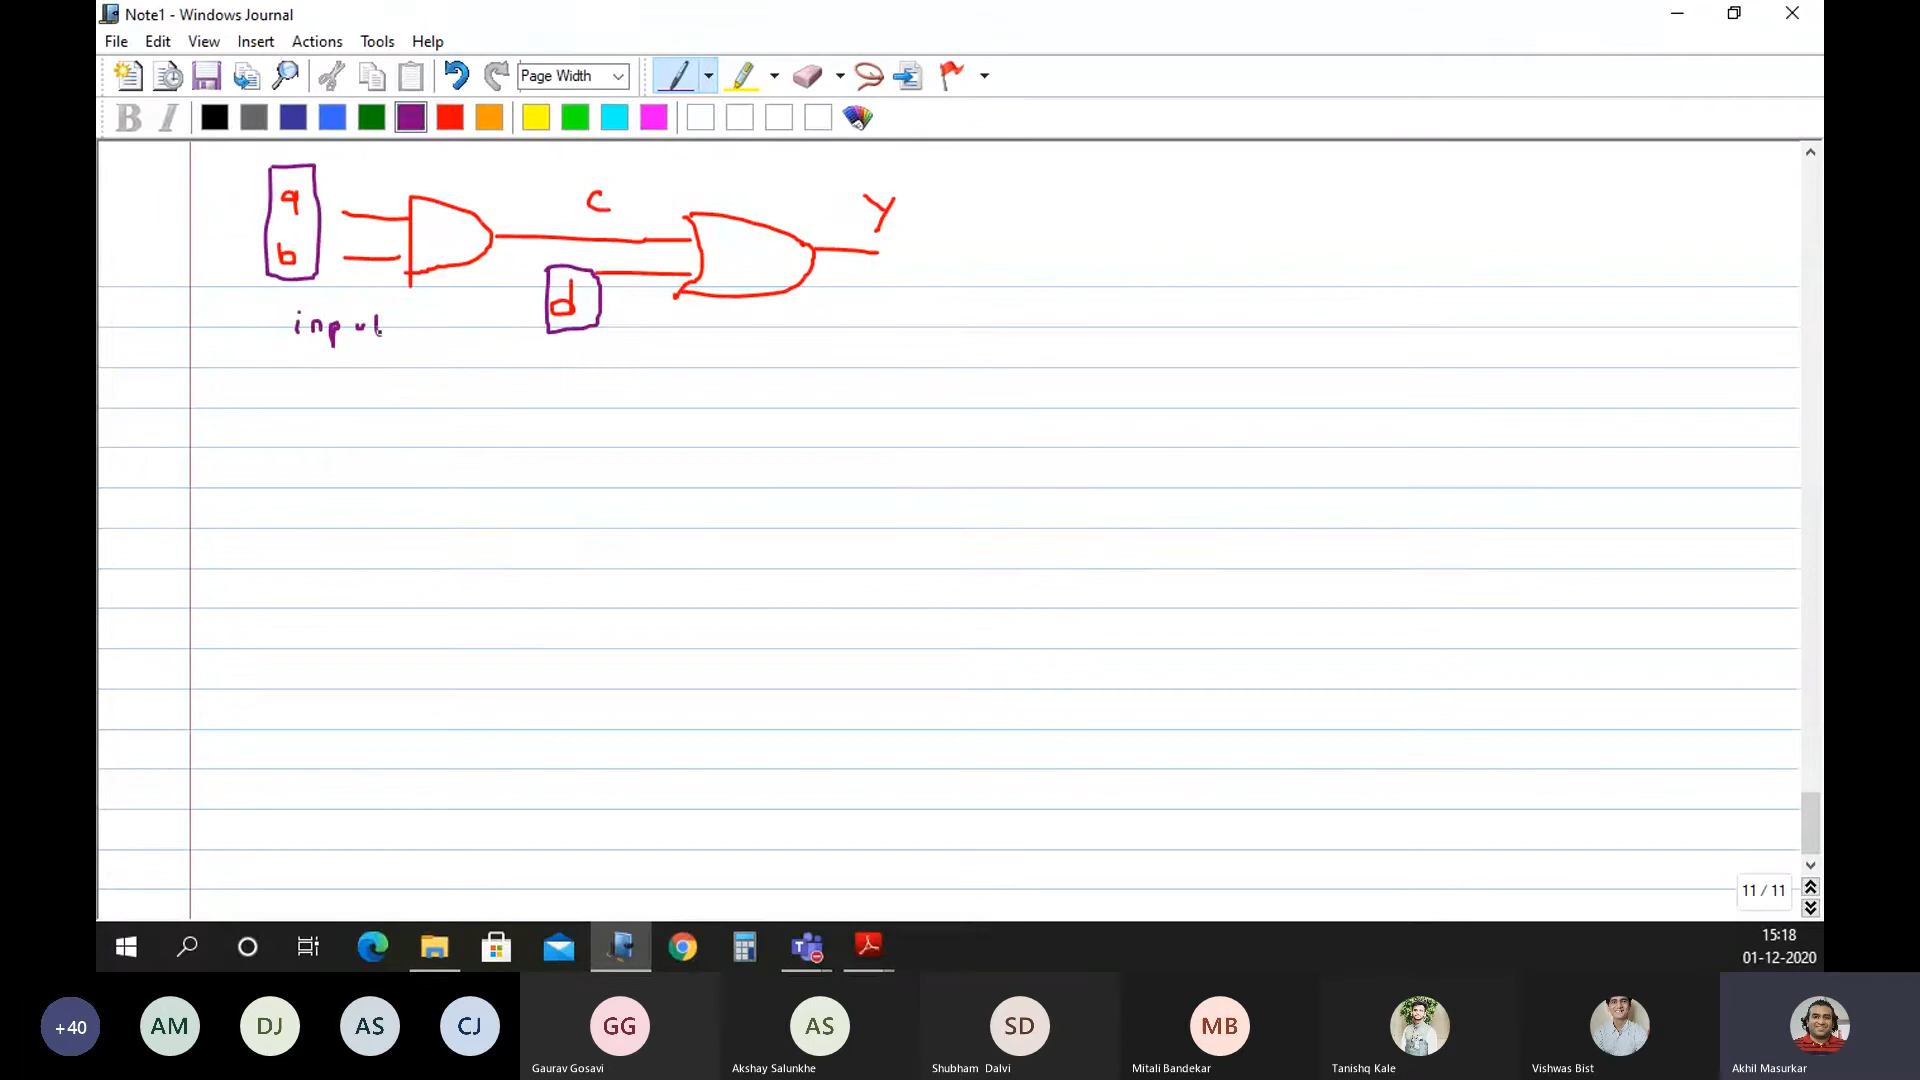 Note1 - Windows Journal
File Edit View Insert Actions Tools Help
Page Width
B I
a
b
c
d
y
input
11 / 11
15:18
01-12-2020
+40 AM DJ AS CJ GG AS SD MB
Gaurav Gosavi Akshay Salunkhe Shubham Dalvi Mitali Bandekar Tanishq Kale Vishwas Bist Akhil Masurkar